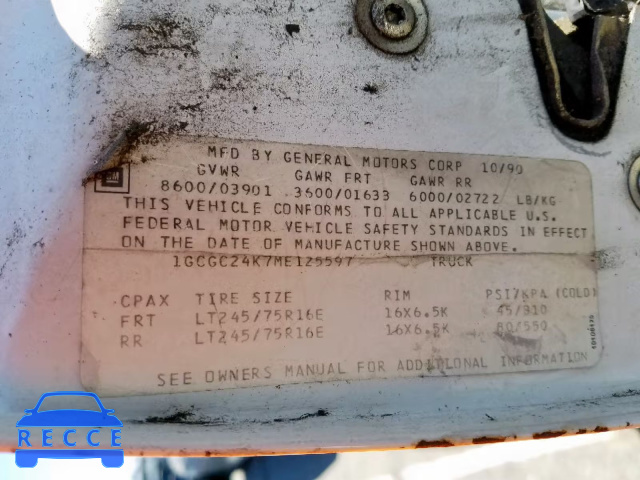 MFD BY GENERAL MOTORS CORP 10/90
GVWR GAWR FRT GAWR RR
8600/03901 3600/01633 6000/02722 LB/KG
GM
THIS VEHICLE CONFORMS TO ALL APPLICABLE U.S.
FEDERAL MOTOR VEHICLE SAFETY STANDARDS IN EFFECT
ON THE DATE OF MANUFACTURE SHOWN ABOVE.
1GCGC24K7ME125597 TRUCK
CPAX TIRE SIZE RIM PSI/KPA (COLD)
FRT LT245/75R16E 16X6.5K 45/310
RR LT245/75R16E 16X6.5K 80/550
SEE OWNERS MANUAL FOR ADDITIONAL INFORMATION
RECCE